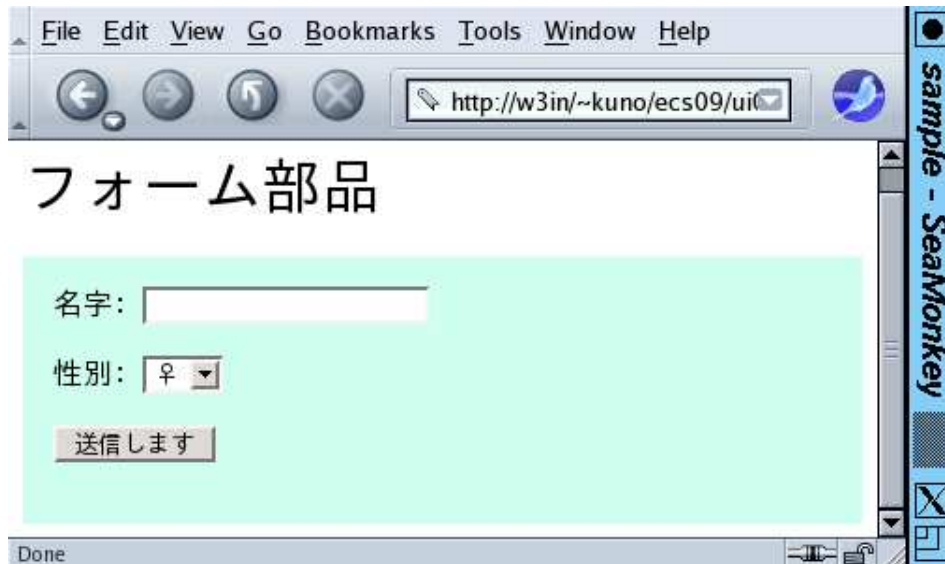 File Edit View Go Bookmarks Tools Window Help
http://w3in/~kuno/ecs09/ui
フォーム部品
名字:
性別: ♀
送信します
Done
sample - SeaMonkey